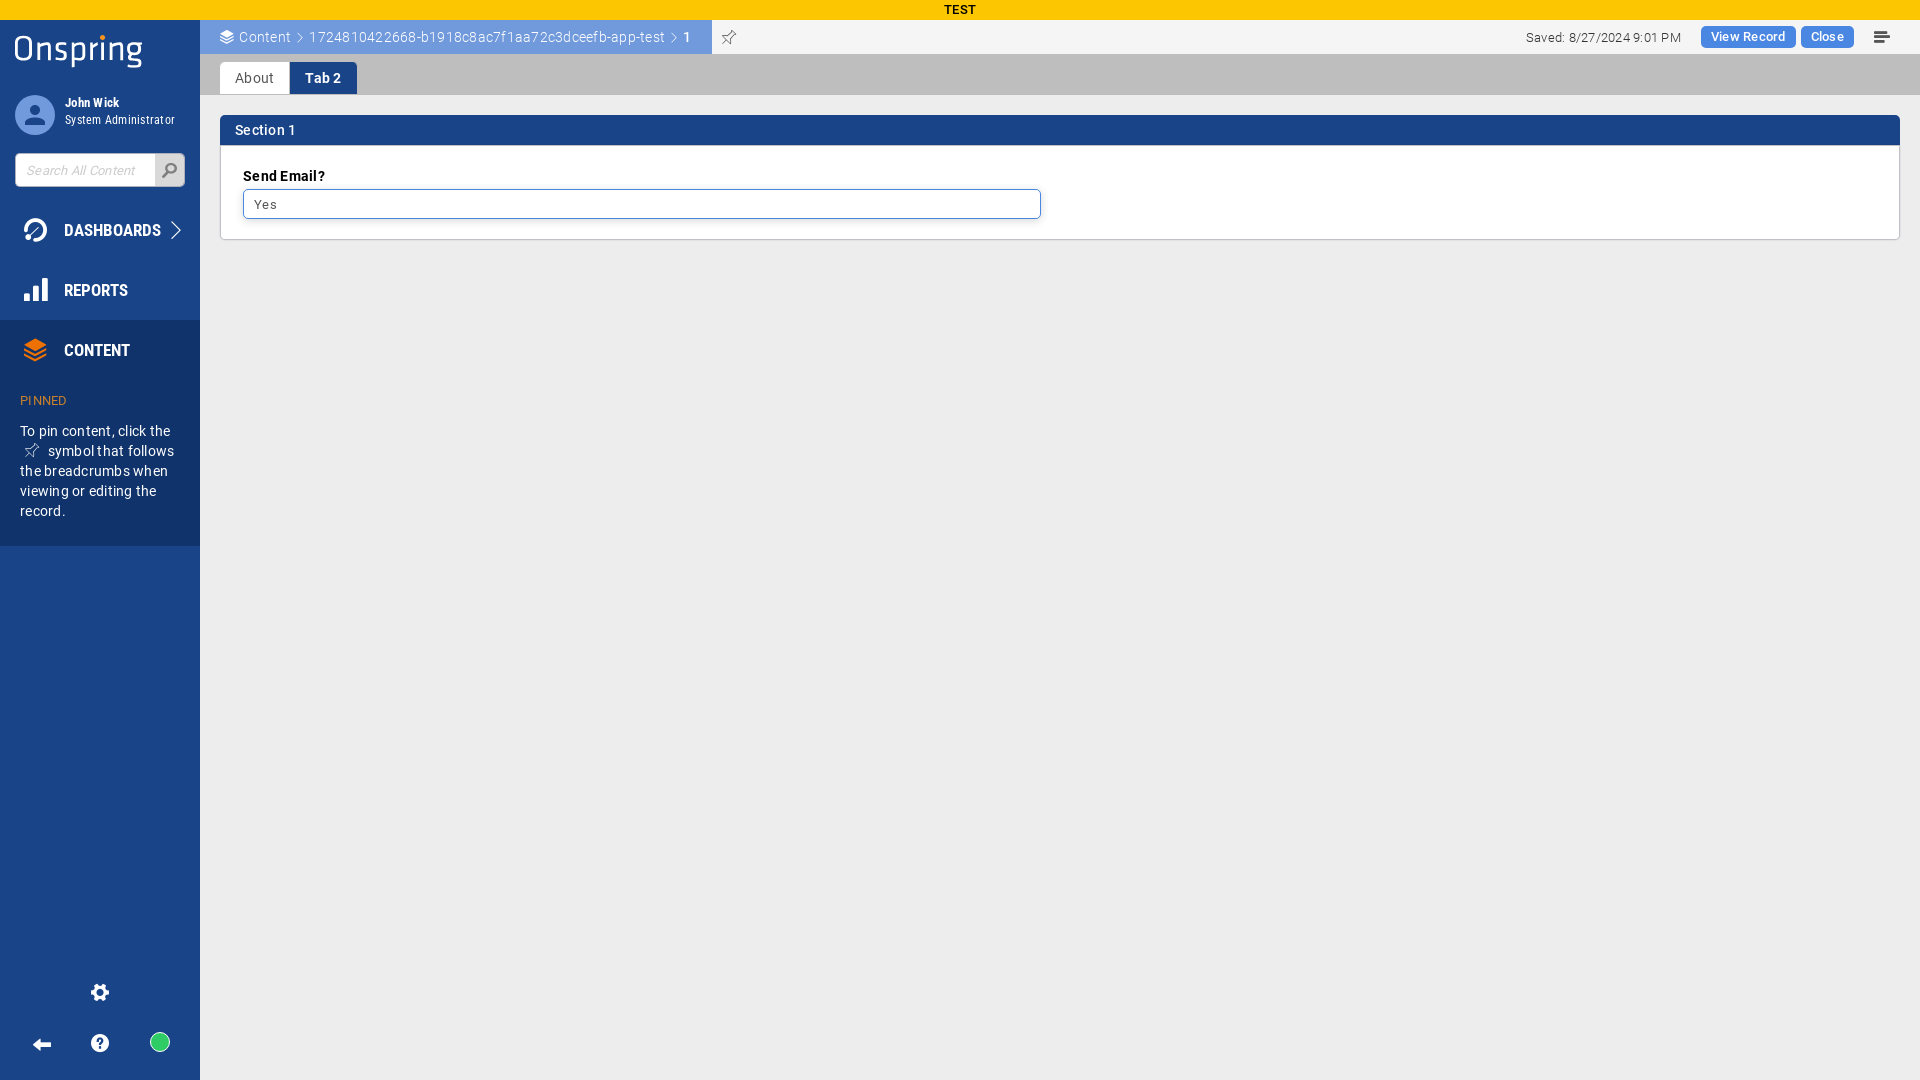 TEST
Onspring
Content 1724810422668-b1918c8ac7f1aa72c3dceefb-app-test 1
Saved: 8/27/2024 9:01 PM
View Record
Close
About
Tab 2
John Wick
System Administrator
Search All Content
DASHBOARDS
REPORTS
CONTENT
PINNED
To pin content, click the
symbol that follows
the breadcrumbs when
viewing or editing the
record.
Section 1
Send Email?
Yes